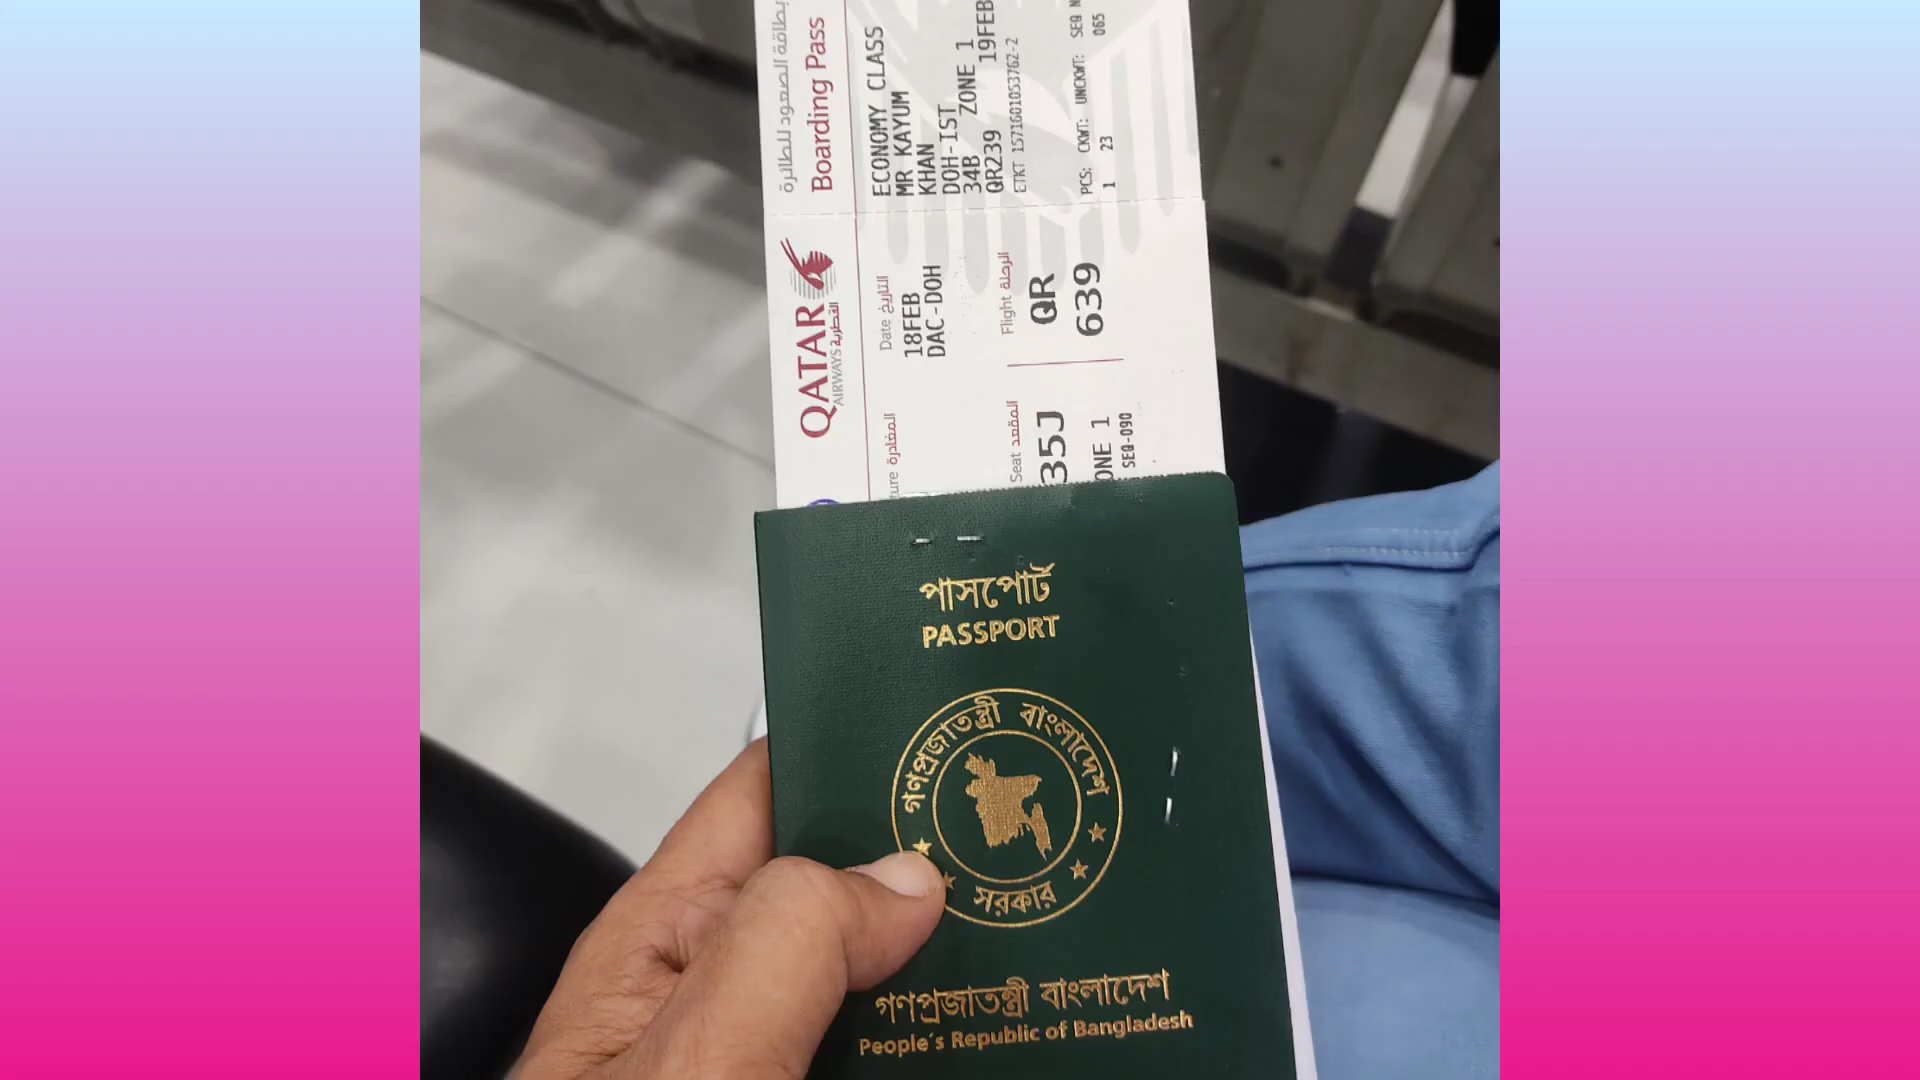 بطاقة الصعود للطائرة
Boarding Pass
ECONOMY CLASS
MR KAYUM
KHAN
DOH-IST
34B ZONE 1
QR239 19FEB
ETKT 1571601053762-2
PCS: CKWT: UNCKWT: SEQ
1 23 065
QATAR
AIRWAYS القطرية
Date التاريخ
18FEB
DAC-DOH
Flight الرحلة
QR
639
المغادرة
Seat المقعد
35J
ONE 1
SEQ-090
পাসপোর্ট
PASSPORT
গণপ্রজাতন্ত্রী বাংলাদেশ
সরকার
গণপ্রজাতন্ত্রী বাংলাদেশ
People's Republic of Bangladesh